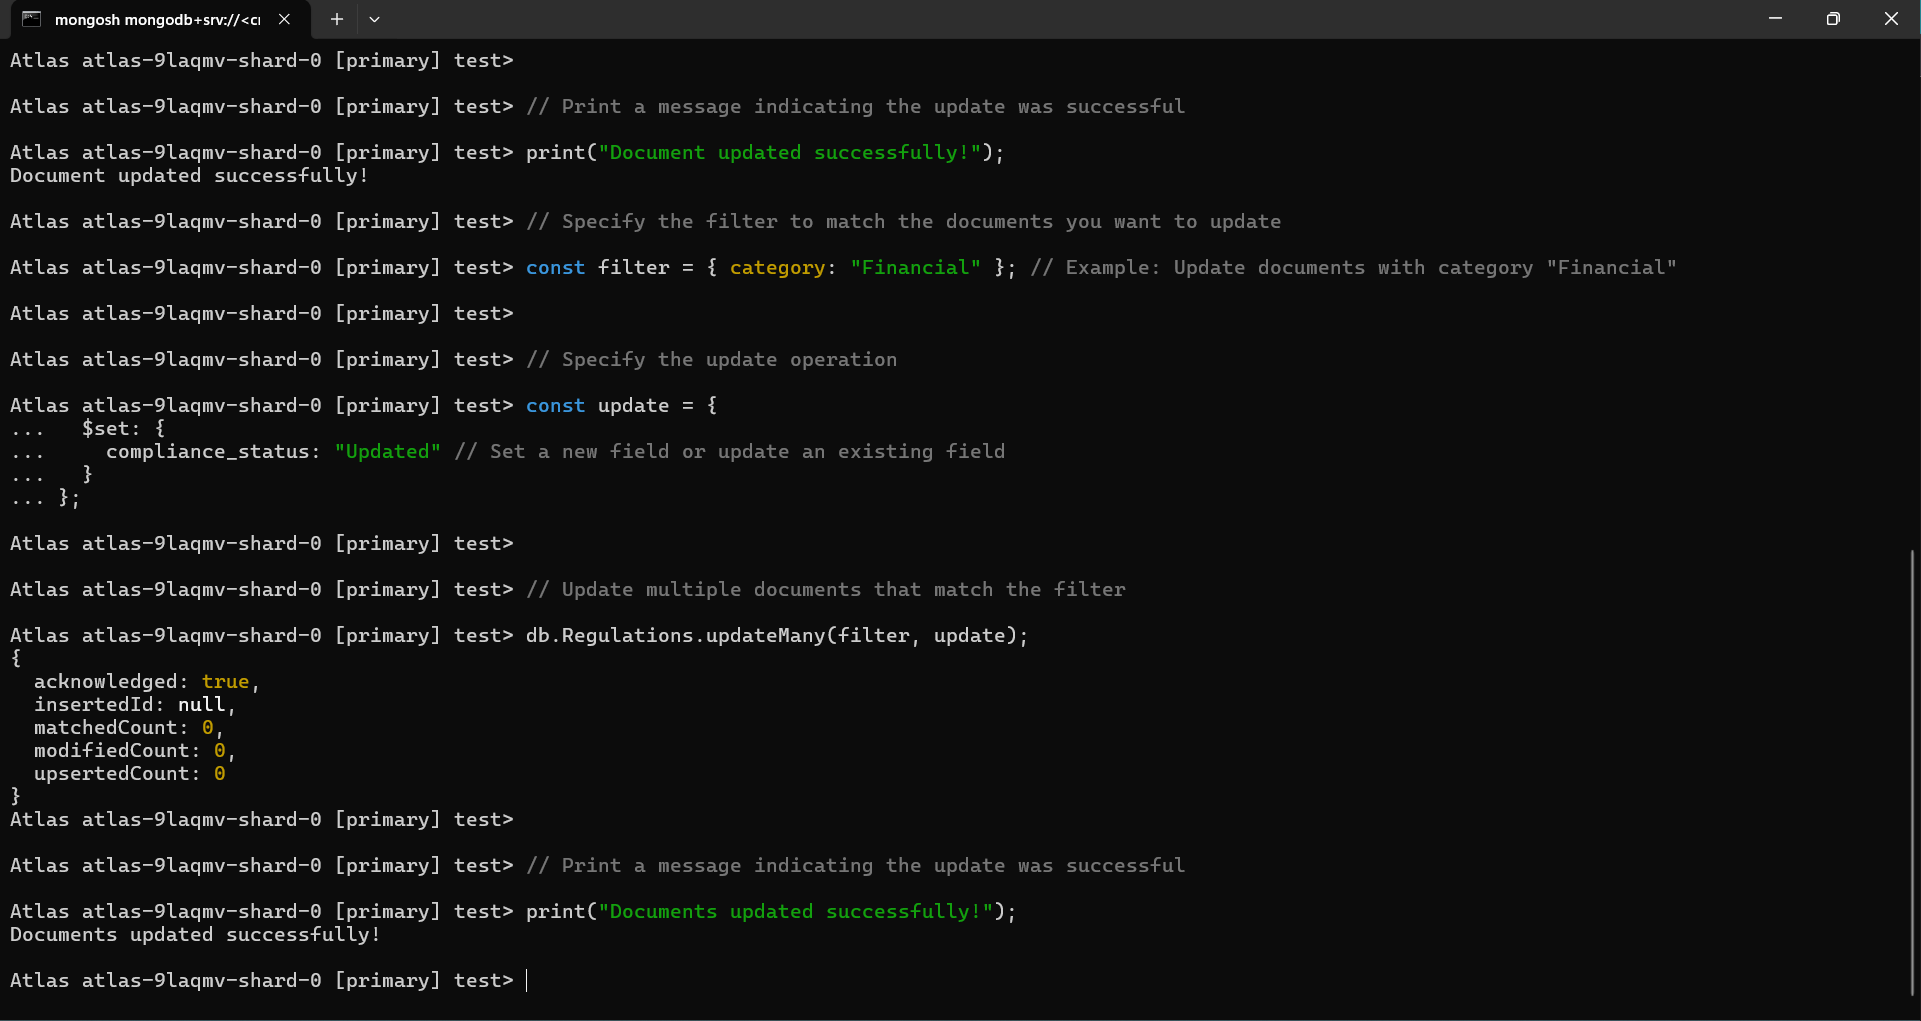 mongosh mongodb+srv://<cr
Atlas atlas-9laqmv-shard-0 [primary] test>
Atlas atlas-9laqmv-shard-0 [primary] test> // Print a message indicating the update was successful
Atlas atlas-9laqmv-shard-0 [primary] test> print("Document updated successfully!");
Document updated successfully!
Atlas atlas-9laqmv-shard-0 [primary] test> // Specify the filter to match the documents you want to update
Atlas atlas-9laqmv-shard-0 [primary] test> const filter = { category: "Financial" }; // Example: Update documents with category "Financial"
Atlas atlas-9laqmv-shard-0 [primary] test>
Atlas atlas-9laqmv-shard-0 [primary] test> // Specify the update operation
Atlas atlas-9laqmv-shard-0 [primary] test> const update = {
...   $set: {
...     compliance_status: "Updated" // Set a new field or update an existing field
...   }
... };
Atlas atlas-9laqmv-shard-0 [primary] test>
Atlas atlas-9laqmv-shard-0 [primary] test> // Update multiple documents that match the filter
Atlas atlas-9laqmv-shard-0 [primary] test> db.Regulations.updateMany(filter, update);
{
  acknowledged: true,
  insertedId: null,
  matchedCount: 0,
  modifiedCount: 0,
  upsertedCount: 0
}
Atlas atlas-9laqmv-shard-0 [primary] test>
Atlas atlas-9laqmv-shard-0 [primary] test> // Print a message indicating the update was successful
Atlas atlas-9laqmv-shard-0 [primary] test> print("Documents updated successfully!");
Documents updated successfully!
Atlas atlas-9laqmv-shard-0 [primary] test>